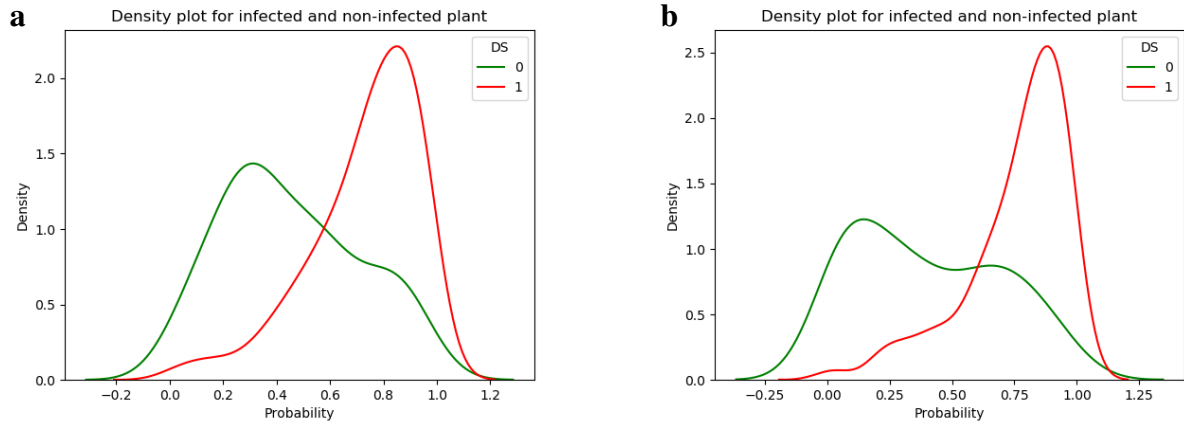 a
Density plot for infected and non-infected plant
DS
0
1
2.0
1.5
1.0
0.5
0.0
Density
−0.2 0.0 0.2 0.4 0.6 0.8 1.0 1.2
Probability
b
Density plot for infected and non-infected plant
DS
0
1
2.5
2.0
1.5
1.0
0.5
0.0
Density
−0.25 0.00 0.25 0.50 0.75 1.00 1.25
Probability